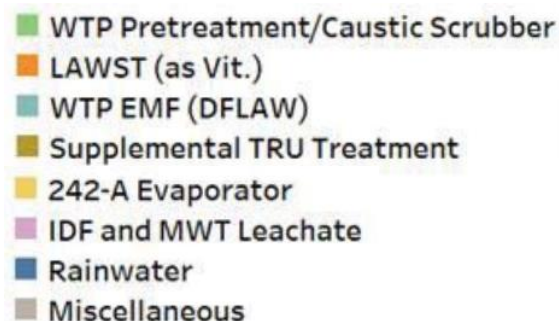 WTP Pretreatment/Caustic Scrubber
LAWST (as Vit.)
WTP EMF (DFLAW)
Supplemental TRU Treatment
242-A Evaporator
IDF and MWT Leachate
Rainwater
Miscellaneous